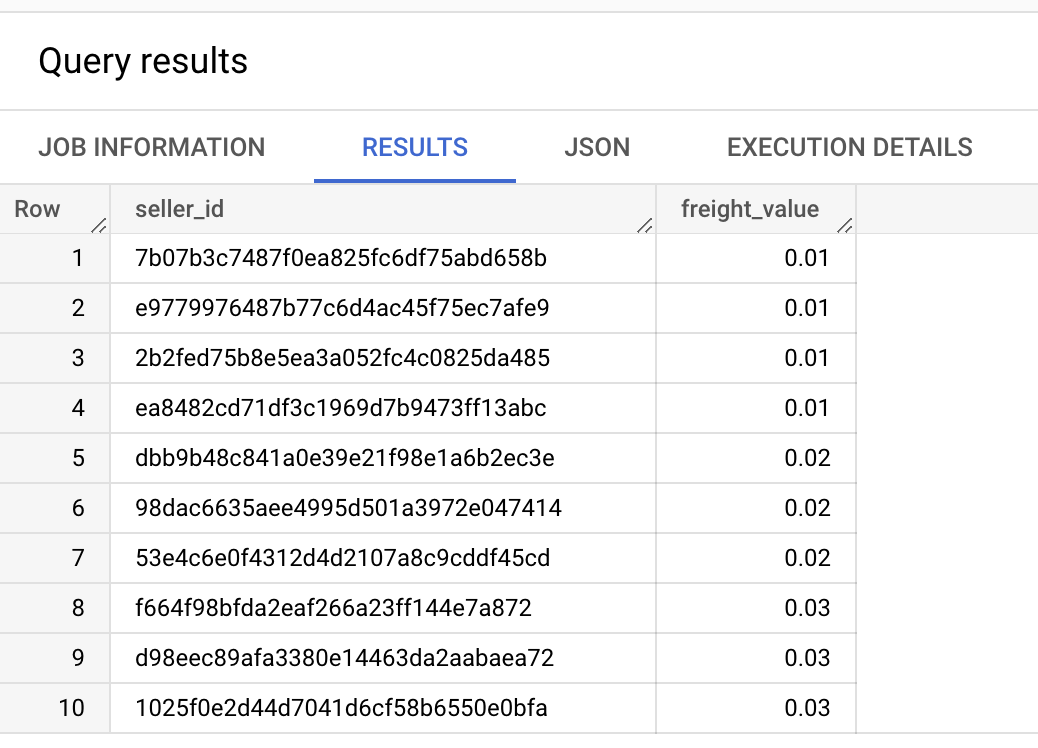 Query results
JOB INFORMATION RESULTS JSON EXECUTION DETAILS
Row seller_id freight_value
1 7b07b3c7487f0ea825fc6df75abd658b 0.01
2 e9779976487b77c6d4ac45f75ec7afe9 0.01
3 2b2fed75b8e5ea3a052fc4c0825da485 0.01
4 ea8482cd71df3c1969d7b9473ff13abc 0.01
5 dbb9b48c841a0e39e21f98e1a6b2ec3e 0.02
6 98dac6635aee4995d501a3972e047414 0.02
7 53e4c6e0f4312d4d2107a8c9cddf45cd 0.02
8 f664f98bfda2eaf266a23ff144e7a872 0.03
9 d98eec89afa3380e14463da2aabaea72 0.03
10 1025f0e2d44d7041d6cf58b6550e0bfa 0.03